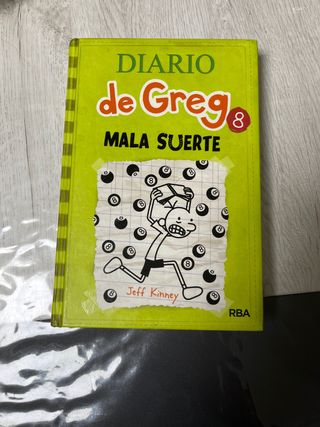 DIARIO
de Greg 8
MALA SUERTE
Jeff Kinney
RBA